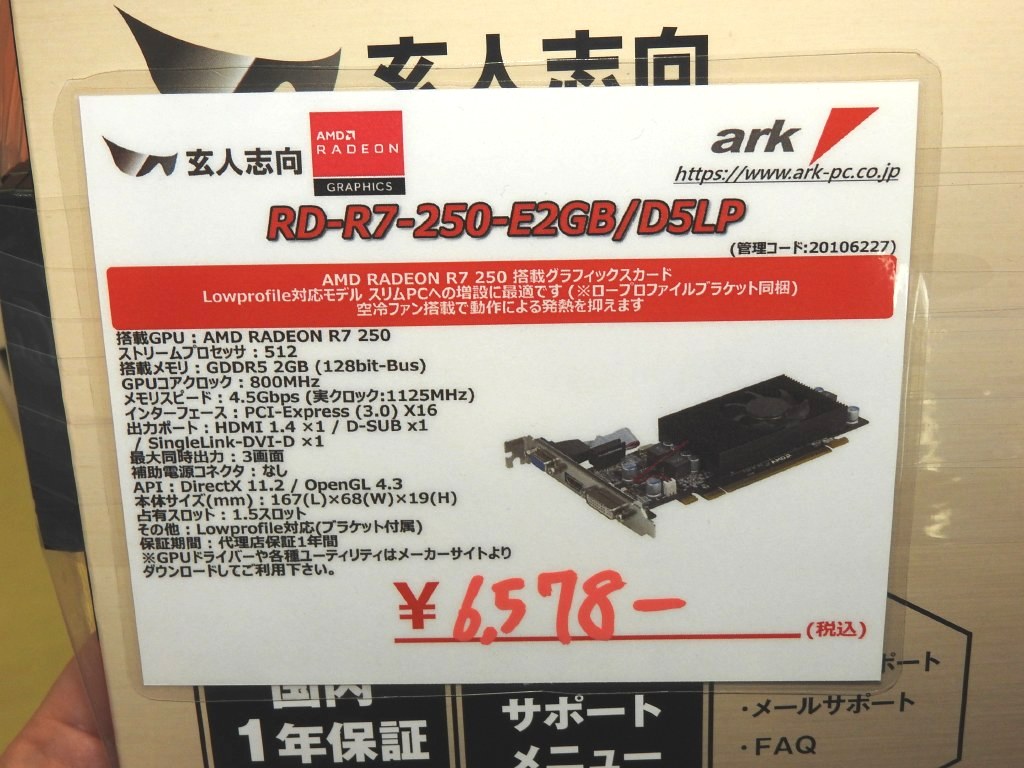 玄人志向
玄人志向
AMD
RADEON
GRAPHICS
ark
https://www.ark-pc.co.jp
RD-R7-250-E2GB/D5LP
(管理コード:20106227)
AMD RADEON R7 250 搭載グラフィックスカード
Lowprofile対応モデル スリムPCへの増設に最適です (※ロープロファイルブラケット同梱)
空冷ファン搭載で動作による発熱を抑えます
搭載GPU : AMD RADEON R7 250
ストリームプロセッサ : 512
搭載メモリ : GDDR5 2GB (128bit-Bus)
GPUコアクロック : 800MHz
メモリスピード : 4.5Gbps (実クロック:1125MHz)
インターフェース : PCI-Express (3.0) X16
出力ポート : HDMI 1.4 ×1 / D-SUB x1
/ SingleLink-DVI-D ×1
最大同時出力 : 3画面
補助電源コネクタ : なし
API : DirectX 11.2 / OpenGL 4.3
本体サイズ(mm) : 167(L)×68(W)×19(H)
占有スロット : 1.5スロット
その他 : Lowprofile対応(ブラケット付属)
保証期間 : 代理店保証1年間
※GPUドライバーや各種ユーティリティはメーカーサイトより
ダウンロードしてご利用下さい。
¥ 6,578-
(税込)
国内
1年保証
サポート
メニュー
ポート
・メールサポート
・FAQ